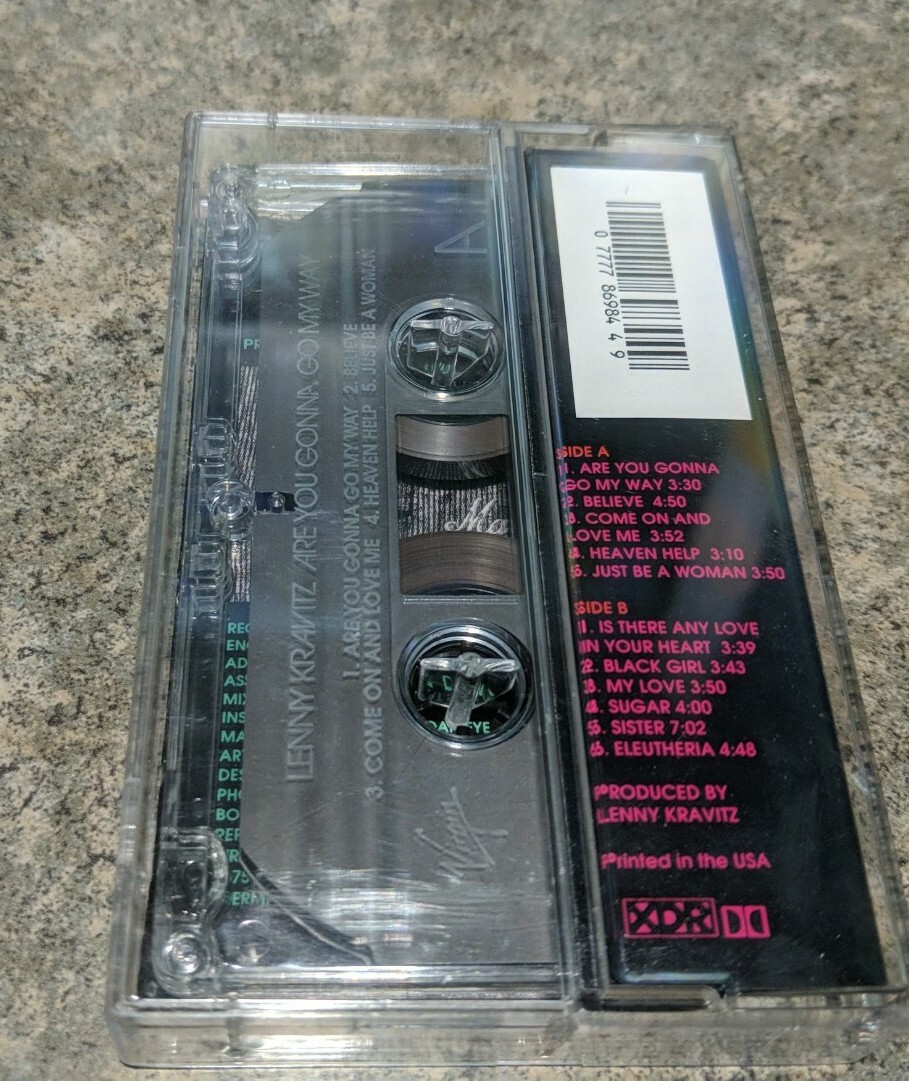 A
LENNY KRAVITZ ARE YOU GONNA GO MY WAY
1. ARE YOU GONNA GO MY WAY 2. BELIEVE
3. COME ON AND LOVE ME 4. HEAVEN HELP 5. JUST BE A WOMAN
Virgin
0 7777 86984 4 9
SIDE A
1. ARE YOU GONNA
GO MY WAY 3:30
2. BELIEVE 4:50
3. COME ON AND
LOVE ME 3:52
4. HEAVEN HELP 3:10
5. JUST BE A WOMAN 3:50
SIDE B
1. IS THERE ANY LOVE
IN YOUR HEART 3:39
2. BLACK GIRL 3:43
3. MY LOVE 3:50
4. SUGAR 4:00
5. SISTER 7:02
6. ELEUTHERIA 4:48
PRODUCED BY
LENNY KRAVITZ
Printed in the USA
XDR